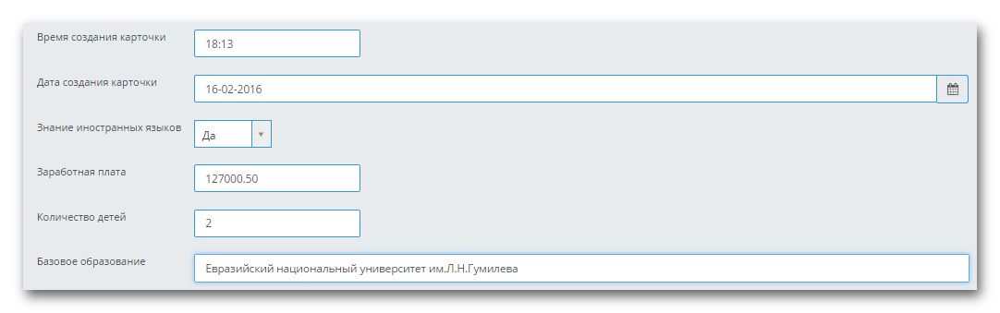 Время создания карточки 18:13
Дата создания карточки 16-02-2016
Знание иностранных языков Да
Заработная плата 127000.50
Количество детей 2
Базовое образование Евразийский национальный университет им.Л.Н.Гумилева